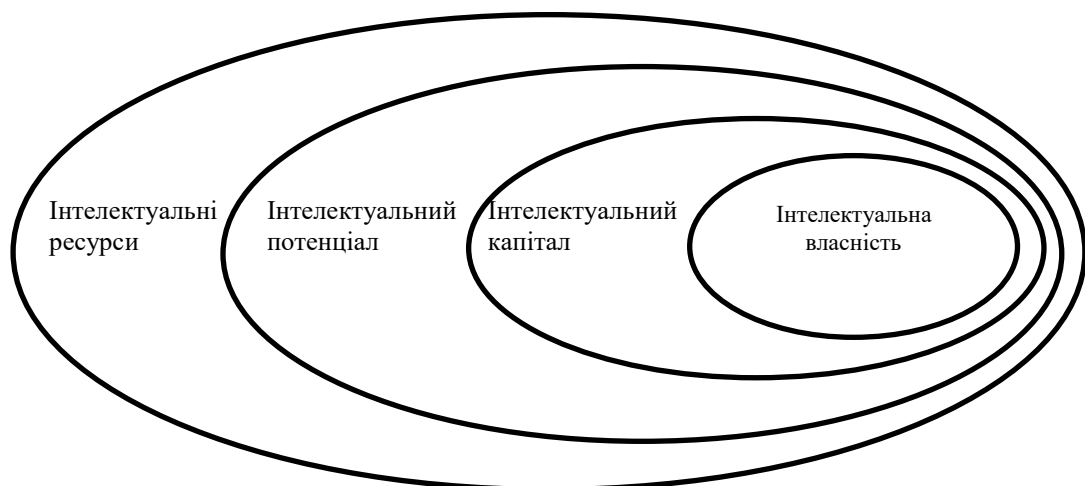 Інтелектуальні
ресурси
Інтелектуальний
потенціал
Інтелектуальний
капітал
Інтелектуальна
власність